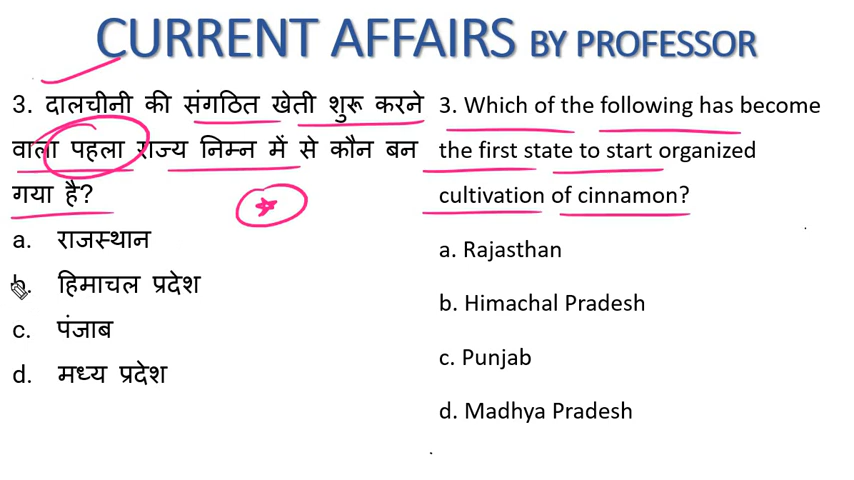 CURRENT AFFAIRS BY PROFESSOR
3. दालचीनी की संगठित खेती शुरू करने
वाला पहला राज्य निम्न में से कौन बन
गया है?
a. राजस्थान
b. हिमाचल प्रदेश
c. पंजाब
d. मध्य प्रदेश
3. Which of the following has become
the first state to start organized
cultivation of cinnamon?
a. Rajasthan
b. Himachal Pradesh
c. Punjab
d. Madhya Pradesh